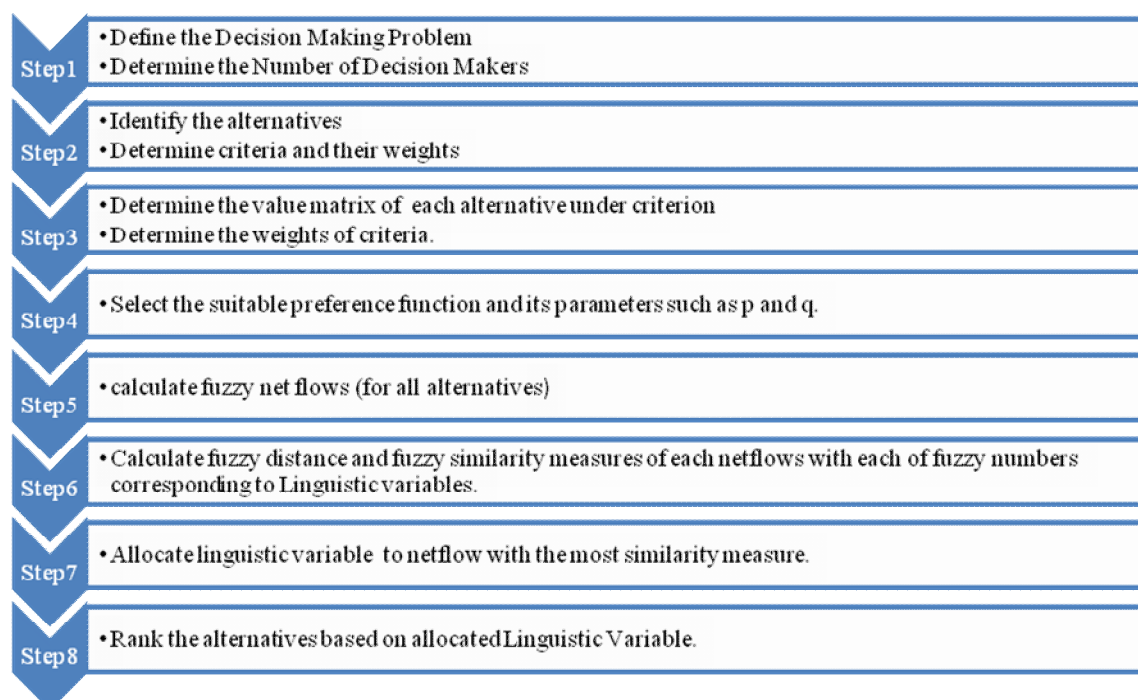 Step1
•Define the Decision Making Problem
•Determine the Number of Decision Makers
Step2
•Identify the alternatives
•Determine criteria and their weights
Step3
•Determine the value matrix of each alternative under criterion
•Determine the weights of criteria.
Step4
•Select the suitable preference function and its parameters such as p and q.
Step5
•calculate fuzzy net flows (for all alternatives)
Step6
•Calculate fuzzy distance and fuzzy similarity measures of each netflows with each of fuzzy numbers
corresponding to Linguistic variables.
Step7
•Allocate linguistic variable to netflow with the most similarity measure.
Step8
•Rank the alternatives based on allocated Linguistic Variable.